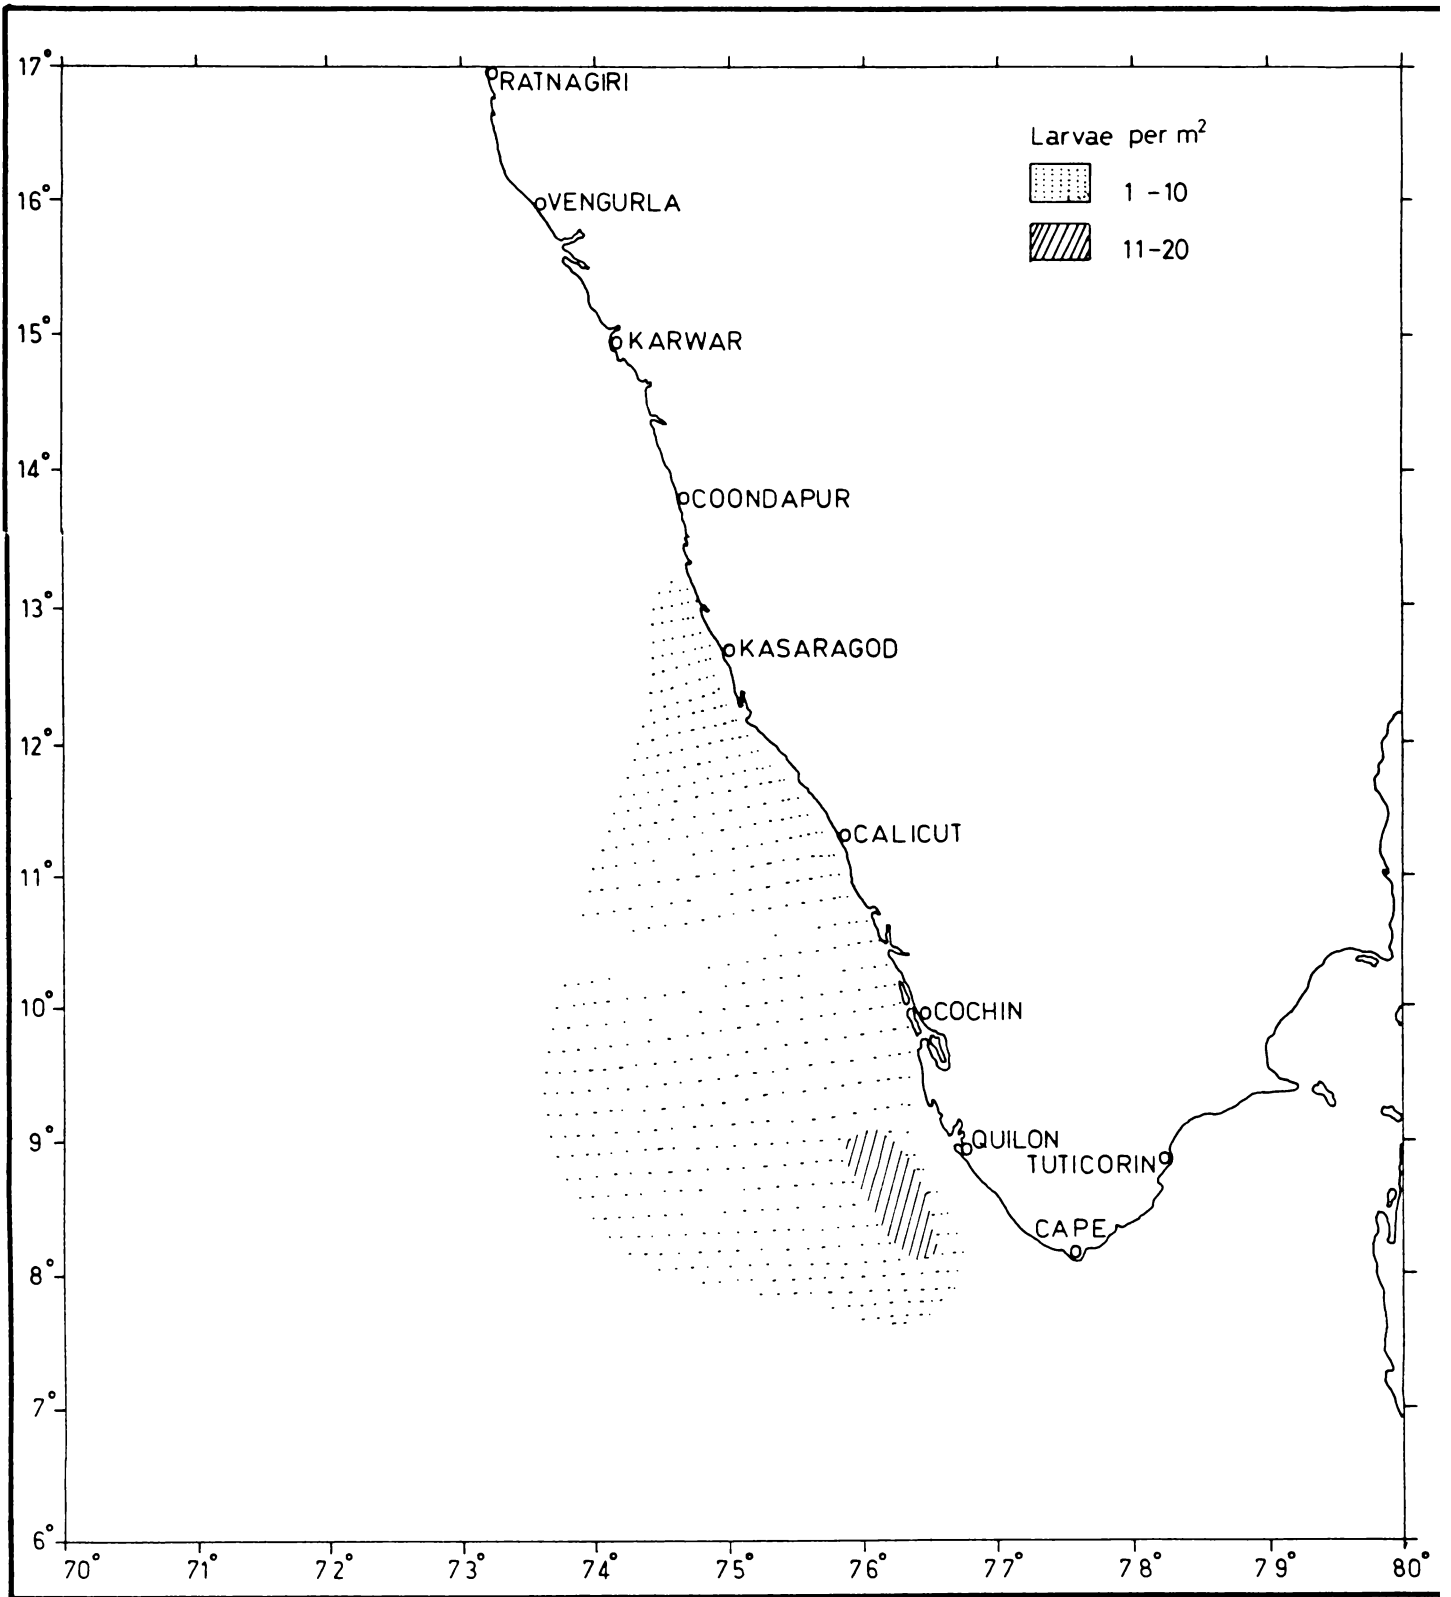 17°
RATNAGIRI
Larvae per m²
1 - 10
11 - 20
16°
VENGURLA
15°
KARWAR
14°
COONDAPUR
13°
KASARAGOD
12°
CALICUT
11°
10°
COCHIN
9°
QUILON
TUTICORIN
CAPE
8°
7°
6°
70° 71° 72° 73° 74° 75° 76° 77° 78° 79° 80°